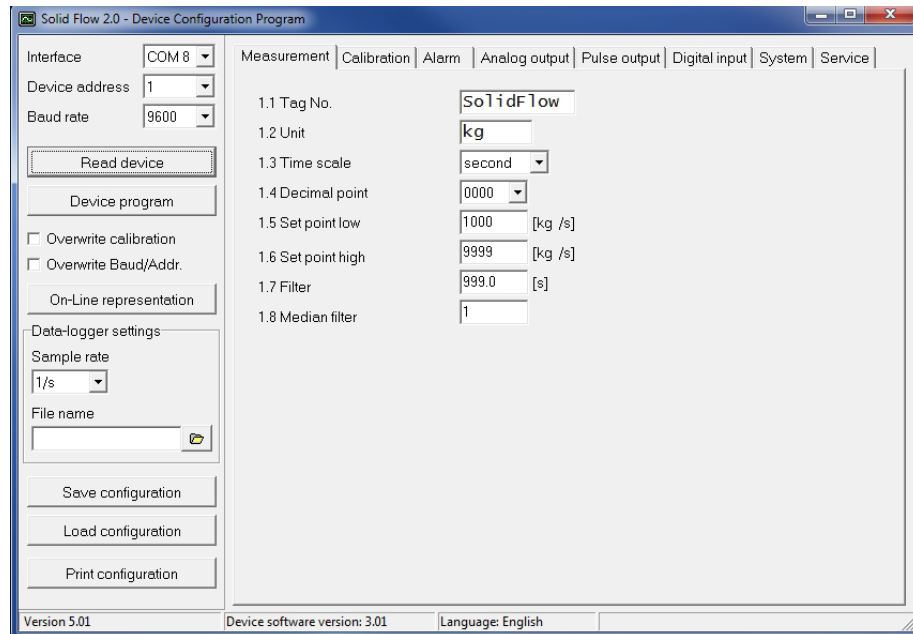 Solid Flow 2.0 - Device Configuration Program
Interface COM 8
Device address 1
Baud rate 9600
Read device
Device program
Overwrite calibration
Overwrite Baud/Addr.
On-Line representation
Data-logger settings
Sample rate
1/s
File name
Save configuration
Load configuration
Print configuration
Measurement Calibration Alarm Analog output Pulse output Digital input System Service
1.1 Tag No. SolidFlow
1.2 Unit kg
1.3 Time scale second
1.4 Decimal point 0000
1.5 Set point low 1000 [kg /s]
1.6 Set point high 9999 [kg /s]
1.7 Filter 999.0 [s]
1.8 Median filter 1
Version 5.01 Device software version: 3.01 Language: English